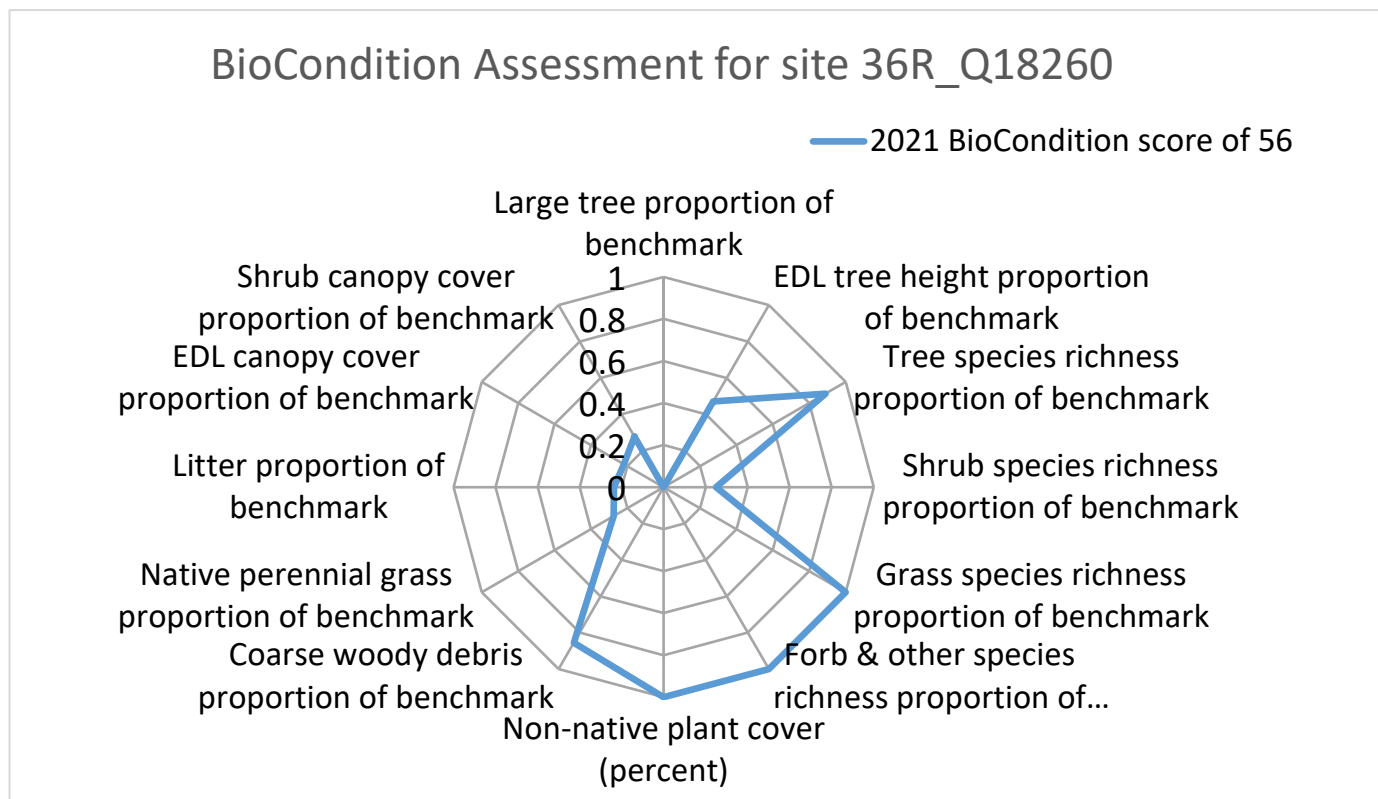 BioCondition Assessment for site 36R_Q18260
2021 BioCondition score of 56
Large tree proportion of
benchmark
EDL tree height proportion
of benchmark
Tree species richness
proportion of benchmark
Shrub species richness
proportion of benchmark
Grass species richness
proportion of benchmark
Forb & other species
richness proportion of…
Non-native plant cover
(percent)
Coarse woody debris
proportion of benchmark
Native perennial grass
proportion of benchmark
Litter proportion of
benchmark
EDL canopy cover
proportion of benchmark
Shrub canopy cover
proportion of benchmark
1
0.8
0.6
0.4
0.2
0